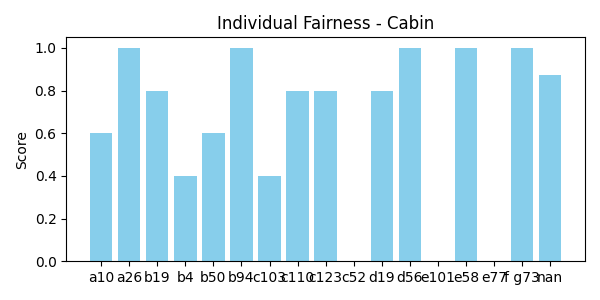 Individual Fairness - Cabin
Score
1.0
0.8
0.6
0.4
0.2
0.0
a10 a26 b19 b4 b50 b94 c103 c110 c123 c52 d19 d56 e101 e58 e77 f g73 nan